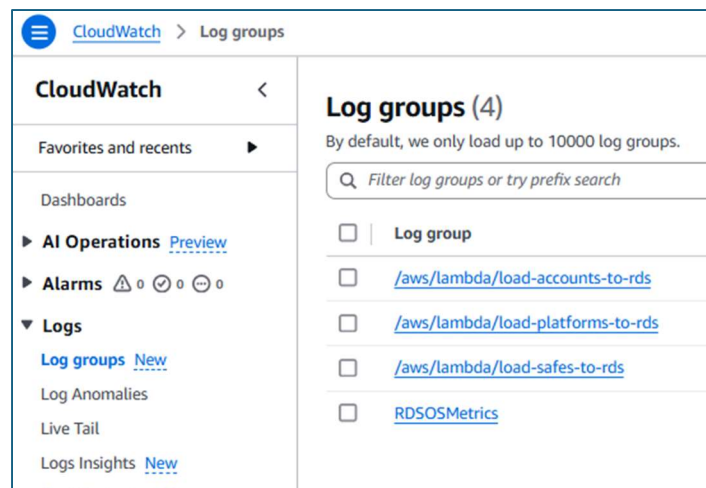 CloudWatch > Log groups
CloudWatch
Favorites and recents
Dashboards
AI Operations Preview
Alarms 0 0 0
Logs
Log groups New
Log Anomalies
Live Tail
Logs Insights New
Log groups (4)
By default, we only load up to 10000 log groups.
Filter log groups or try prefix search
Log group
/aws/lambda/load-accounts-to-rds
/aws/lambda/load-platforms-to-rds
/aws/lambda/load-safes-to-rds
RDSOSMetrics